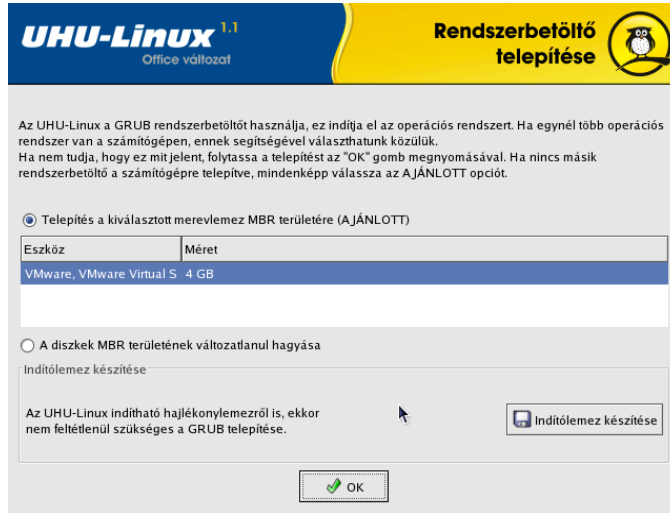 UHU-Linux 1.1
Office változat
Rendszerbetöltő
telepítése
Az UHU-Linux a GRUB rendszerbetöltőt használja, ez indítja el az operációs rendszert. Ha egynél több operációs
rendszer van a számítógépen, ennek segítségével választhatunk közülük.
Ha nem tudja, hogy ez mit jelent, folytassa a telepítést az "OK" gomb megnyomásával. Ha nincs másik
rendszerbetöltő a számítógépre telepítve, mindenképp válassza az AJÁNLOTT opciót.
Telepítés a kiválasztott merevlemez MBR területére (AJÁNLOTT)
Eszköz Méret
VMware, VMware Virtual S 4 GB
A diszkek MBR területének változatlanul hagyása
Indítólemez készítése
Az UHU-Linux indítható hajlékonylemezről is, ekkor
nem feltétlenül szükséges a GRUB telepítése.
Indítólemez készítése
OK